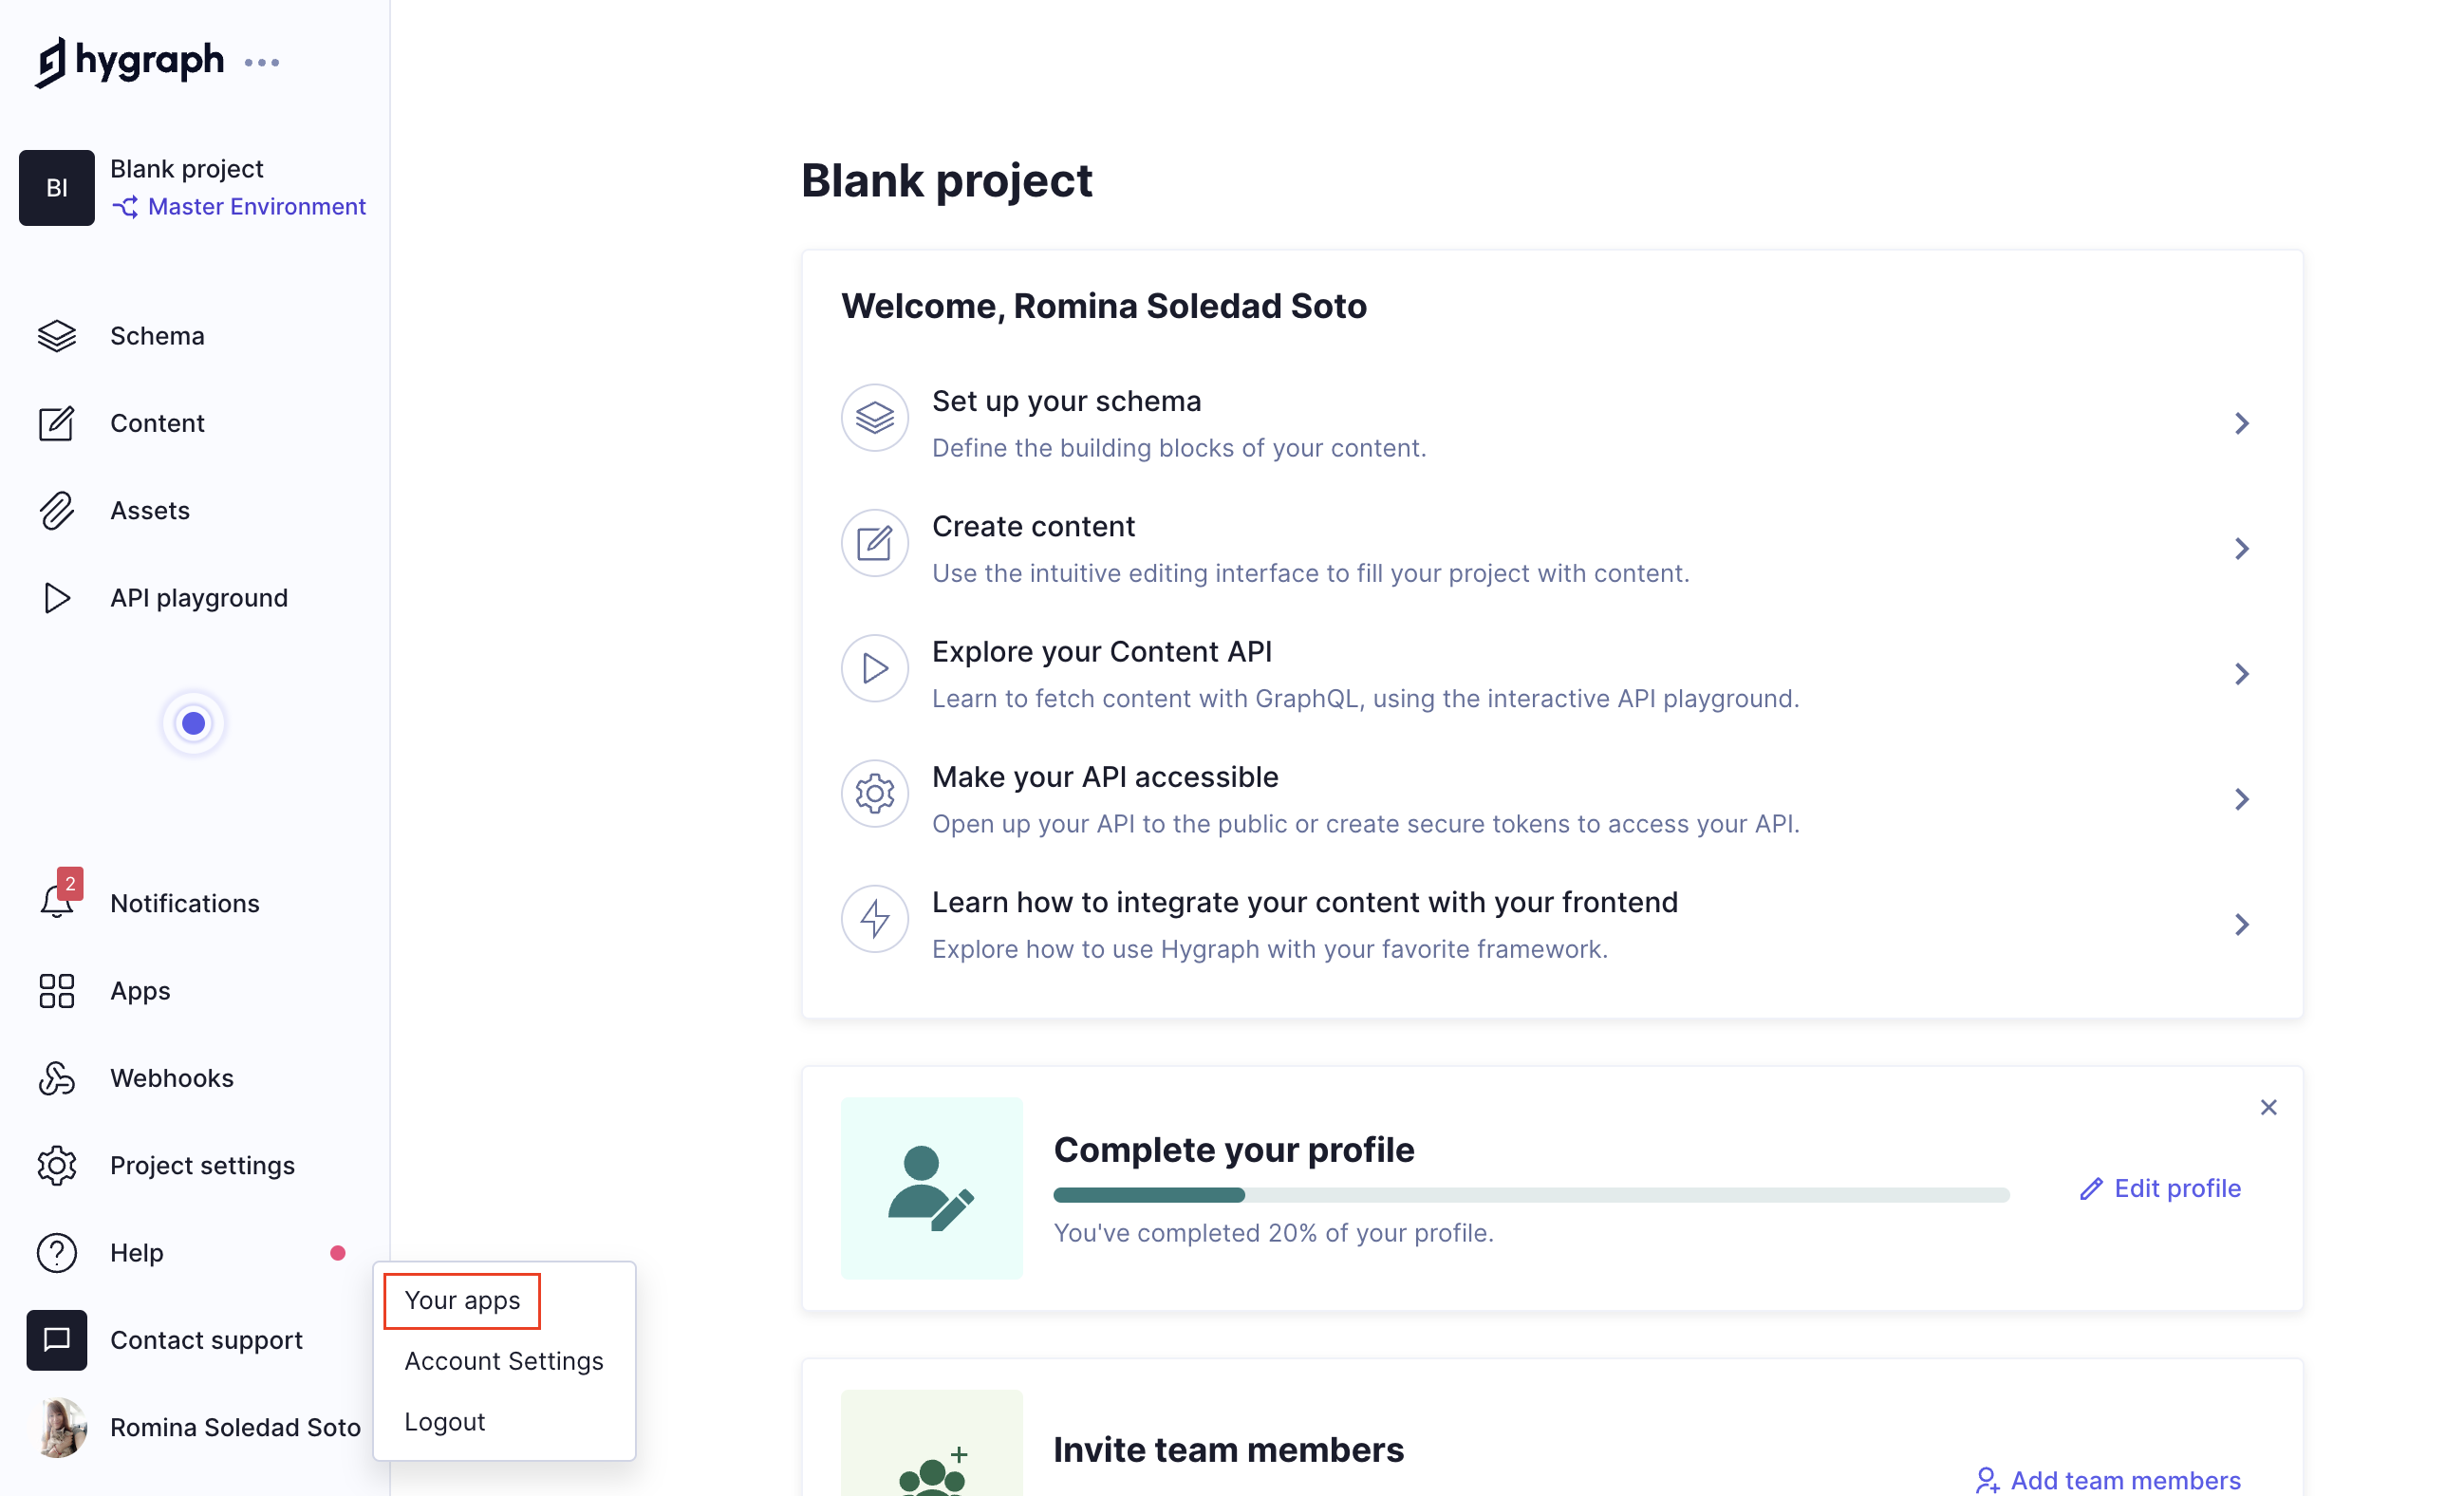 hygraph
BI
Blank project
Master Environment
Schema
Content
Assets
API playground
2
Notifications
Apps
Webhooks
Project settings
Help
Contact support
Romina Soledad Soto
Your apps
Account Settings
Logout
Blank project
Welcome, Romina Soledad Soto
Set up your schema
Define the building blocks of your content.
Create content
Use the intuitive editing interface to fill your project with content.
Explore your Content API
Learn to fetch content with GraphQL, using the interactive API playground.
Make your API accessible
Open up your API to the public or create secure tokens to access your API.
Learn how to integrate your content with your frontend
Explore how to use Hygraph with your favorite framework.
Complete your profile
You've completed 20% of your profile.
Edit profile
Invite team members
Add team members